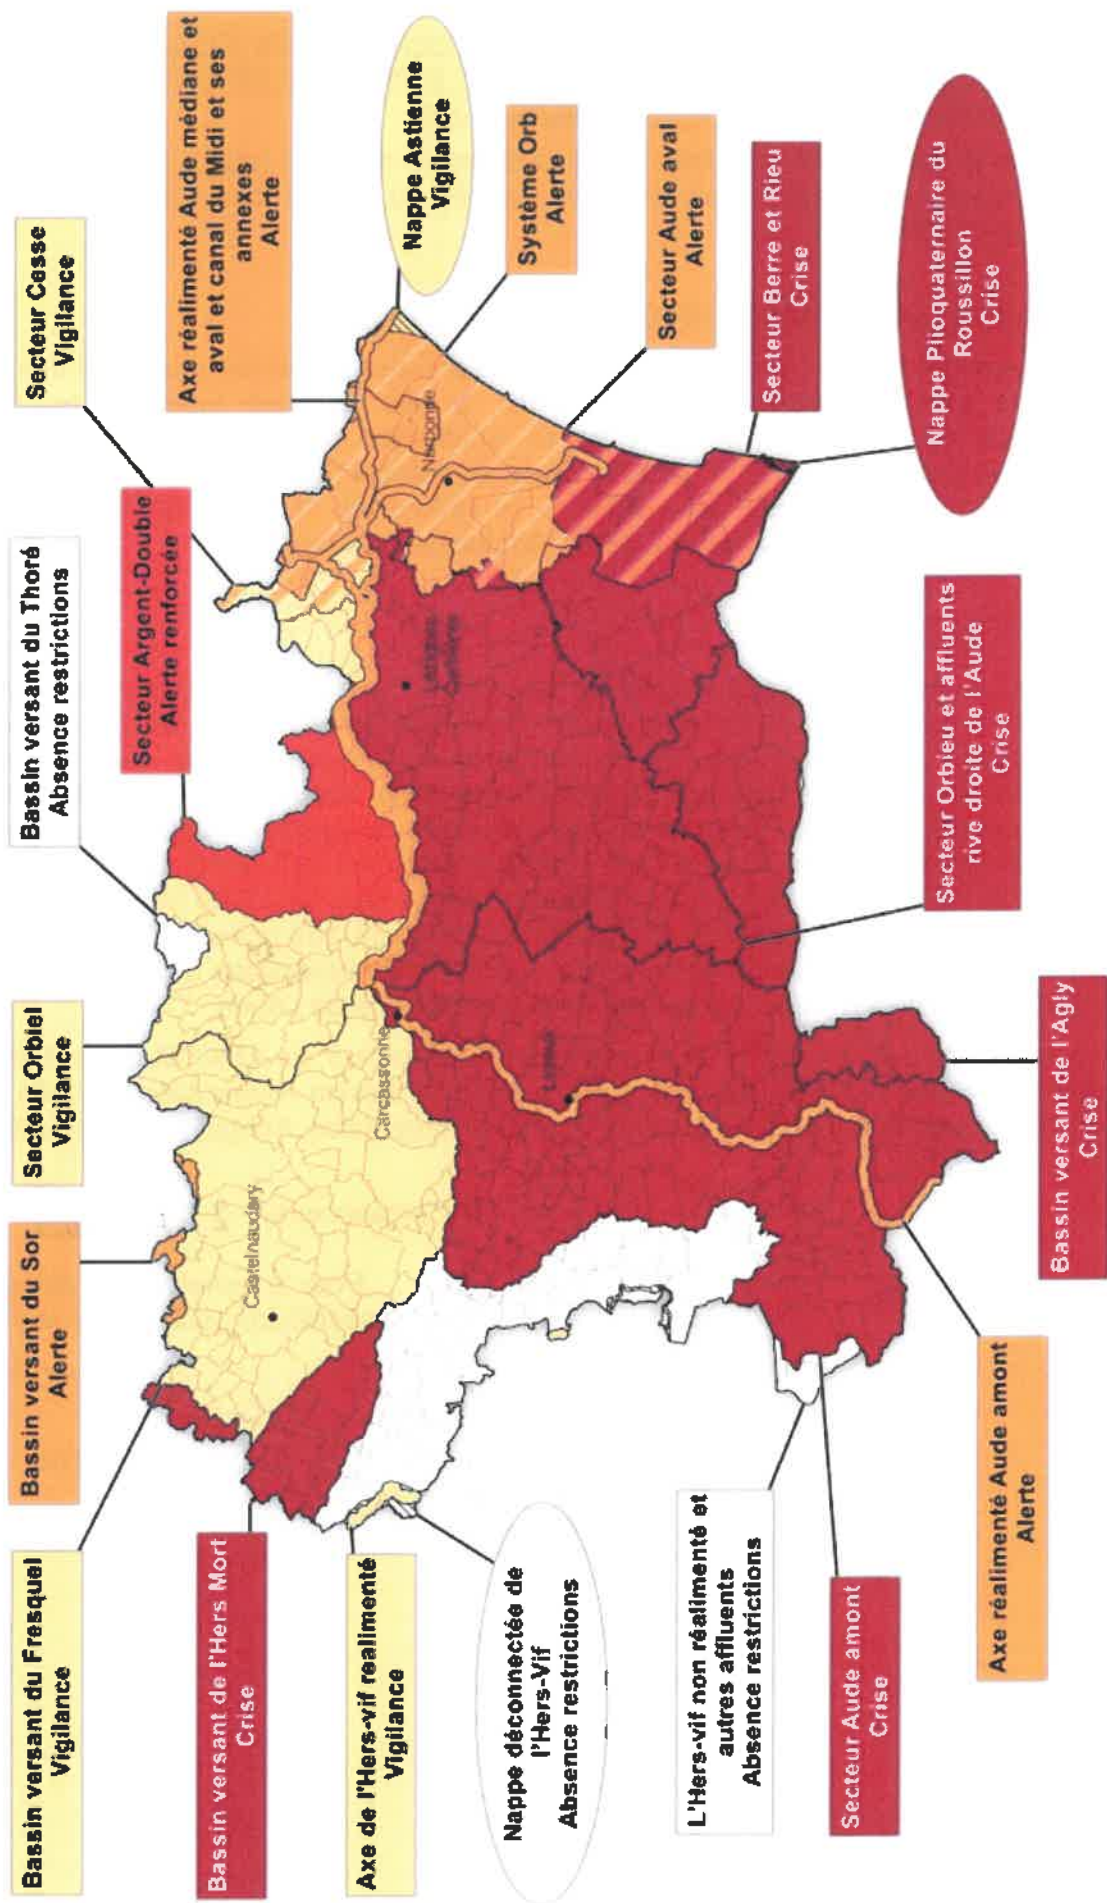 Bassin versant du Fresquel
Vigilance
Bassin versant du Sor
Alerte
Secteur Orbiel
Vigilance
Bassin versant du Thoré
Absence restrictions
Secteur Cesse
Vigilance
Secteur Argent-Double
Alerte renforcée
Axe réalimenté Aude médiane et
aval et canal du Midi et ses
annexes
Alerte
Nappe Astienne
Vigilance
Système Orb
Alerte
Secteur Aude aval
Alerte
Secteur Berre et Rieu
Crise
Nappe Plioquaternaire du
Roussillon
Crise
Secteur Orbieu et affluents
rive droite de l'Aude
Crise
Bassin versant de l'Agly
Crise
Axe réalimenté Aude amont
Alerte
Secteur Aude amont
Crise
L'Hers-vif non réalimenté et
autres affluents
Absence restrictions
Nappe déconnectée de
l'Hers-Vif
Absence restrictions
Axe de l'Hers-vif realimenté
Vigilance
Bassin versant de l'Hers Mort
Crise
Castelnaudary
Carcassonne
Narbonne